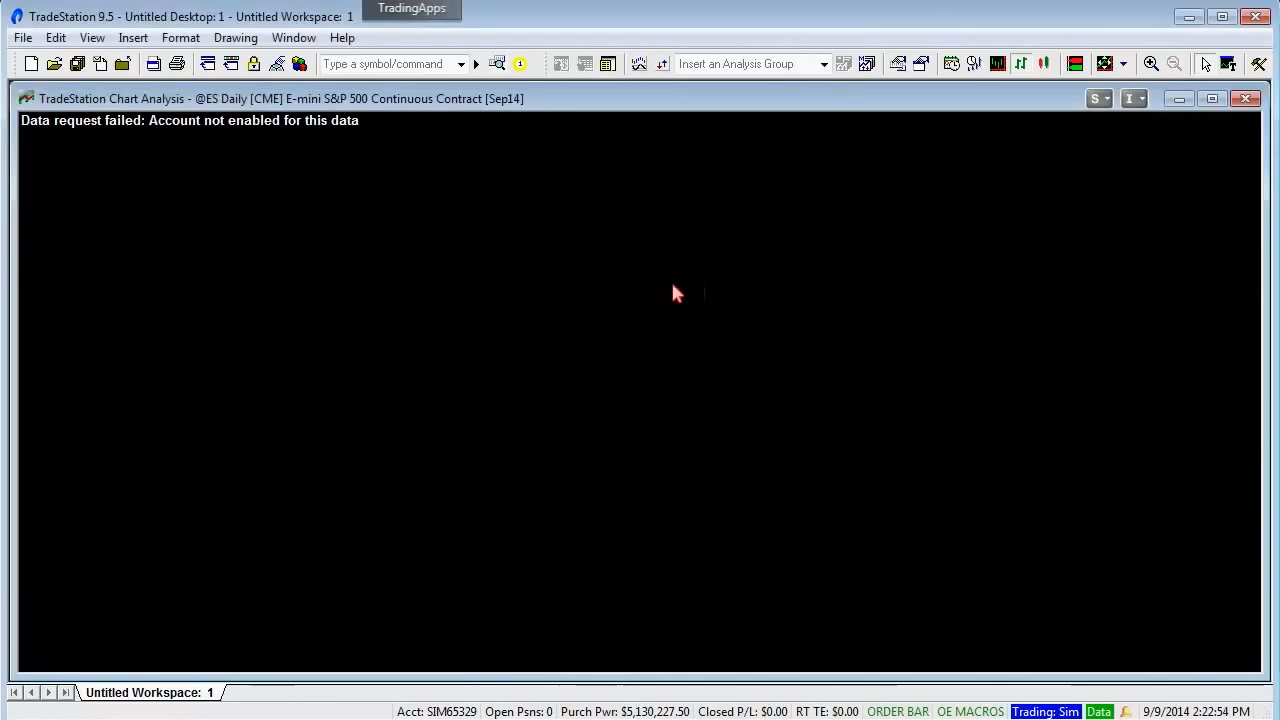 TradeStation 9.5 - Untitled Desktop: 1 - Untitled Workspace: 1
TradingApps
File Edit View Insert Format Drawing Window Help
Type a symbol/command
Insert an Analysis Group
TradeStation Chart Analysis - @ES Daily [CME] E-mini S&P 500 Continuous Contract [Sep14]
S
I
Data request failed: Account not enabled for this data
Untitled Workspace: 1
Acct: SIM65329 Open Psns: 0 Furch Pwr: $5,130,227.50 Closed P/L: $0.00 RT TE: $0.00 ORDER BAR OE MACROS Trading: Sim Data 9/9/2014 2:22:54 PM